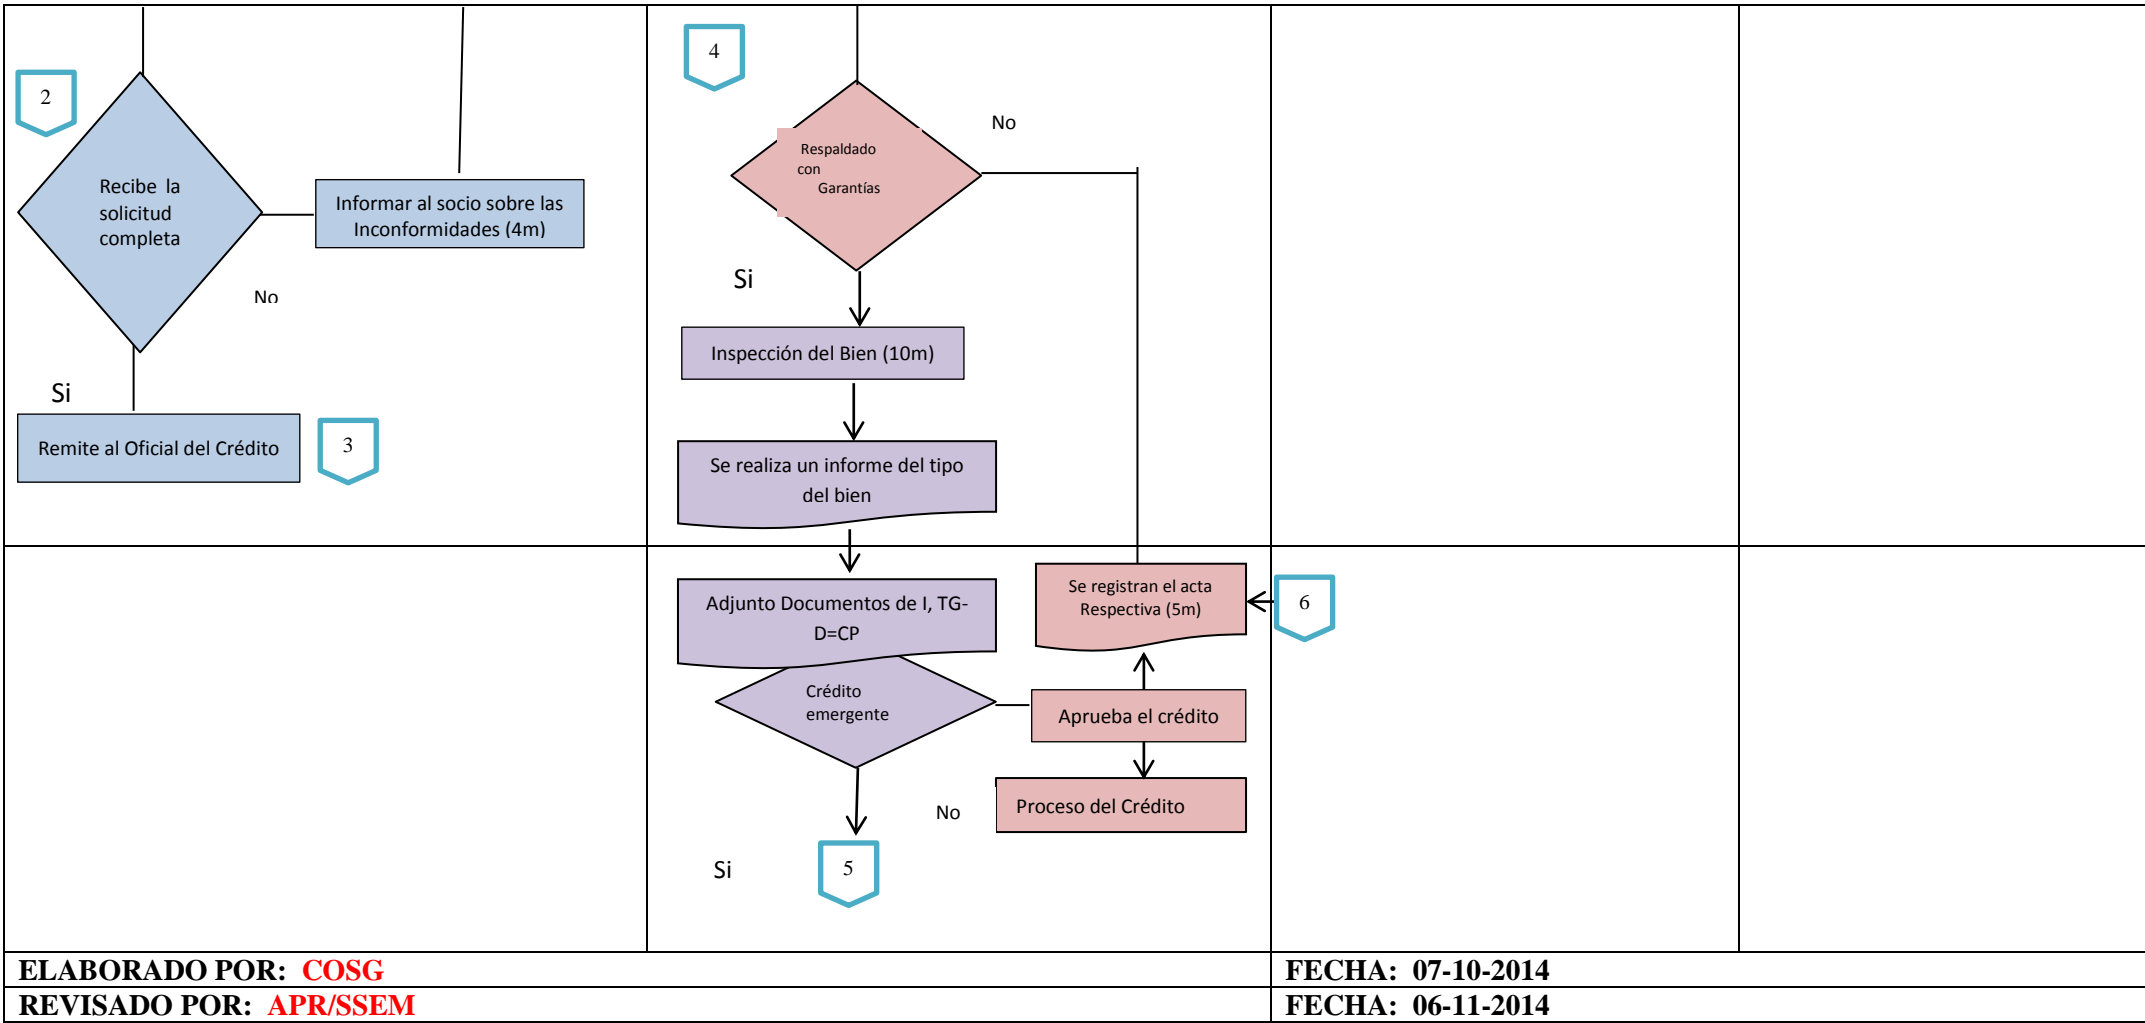 2
Recibe la
solicitud
completa
Informar al socio sobre las
Inconformidades (4m)
No
Si
Remite al Oficial del Crédito
3
4
No
Respaldado
con
Garantías
Si
Inspección del Bien (10m)
Se realiza un informe del tipo
del bien
Adjunto Documentos de I, TG-
D=CP
Se registran el acta
Respectiva (5m)
6
Crédito
emergente
Aprueba el crédito
No
Proceso del Crédito
Si
5
ELABORADO POR: COSG
FECHA: 07-10-2014
REVISADO POR: APR/SSEM
FECHA: 06-11-2014